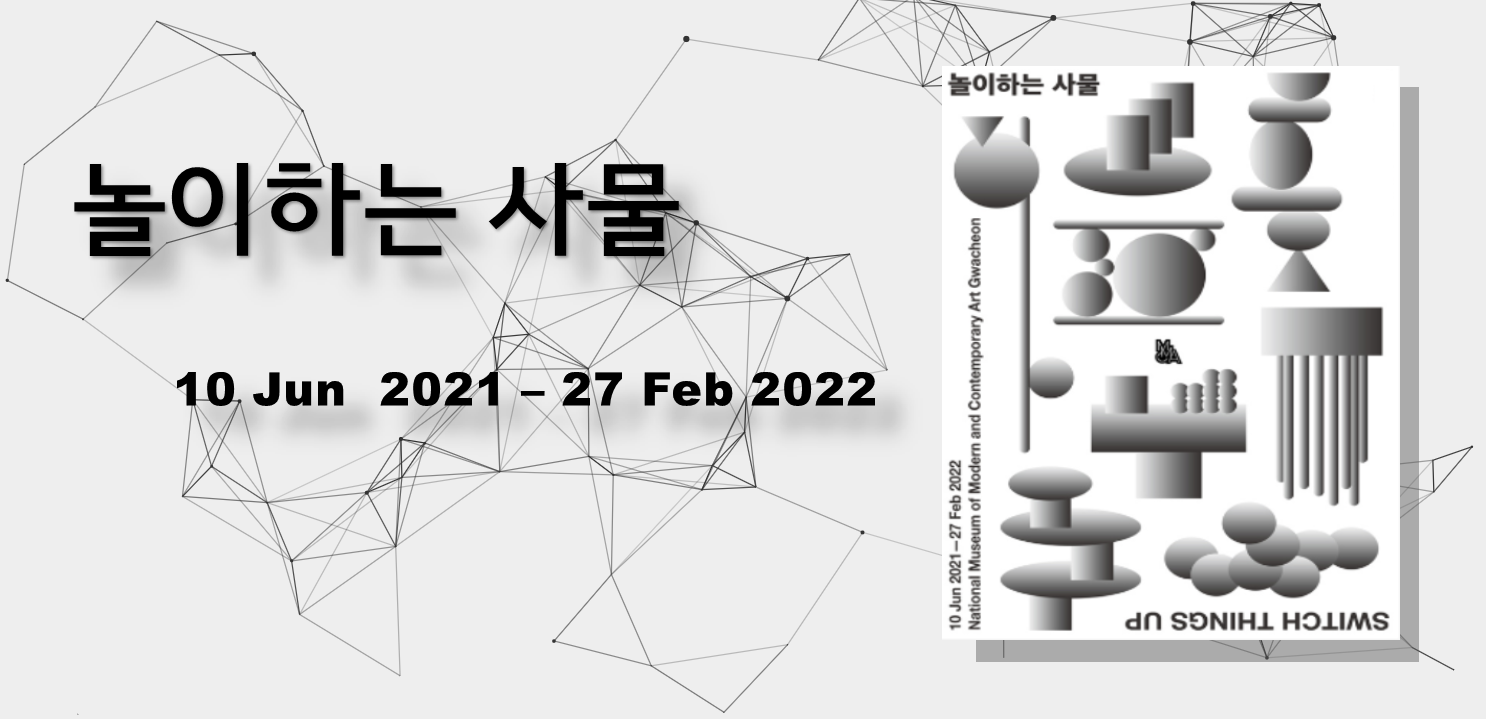 놀이하는 사물
10 Jun 2021 – 27 Feb 2022
놀이하는 사물
10 Jun 2021 – 27 Feb 2022
National Museum of Modern and Contemporary Art Gwacheon
MMCA
SWITCH THINGS UP